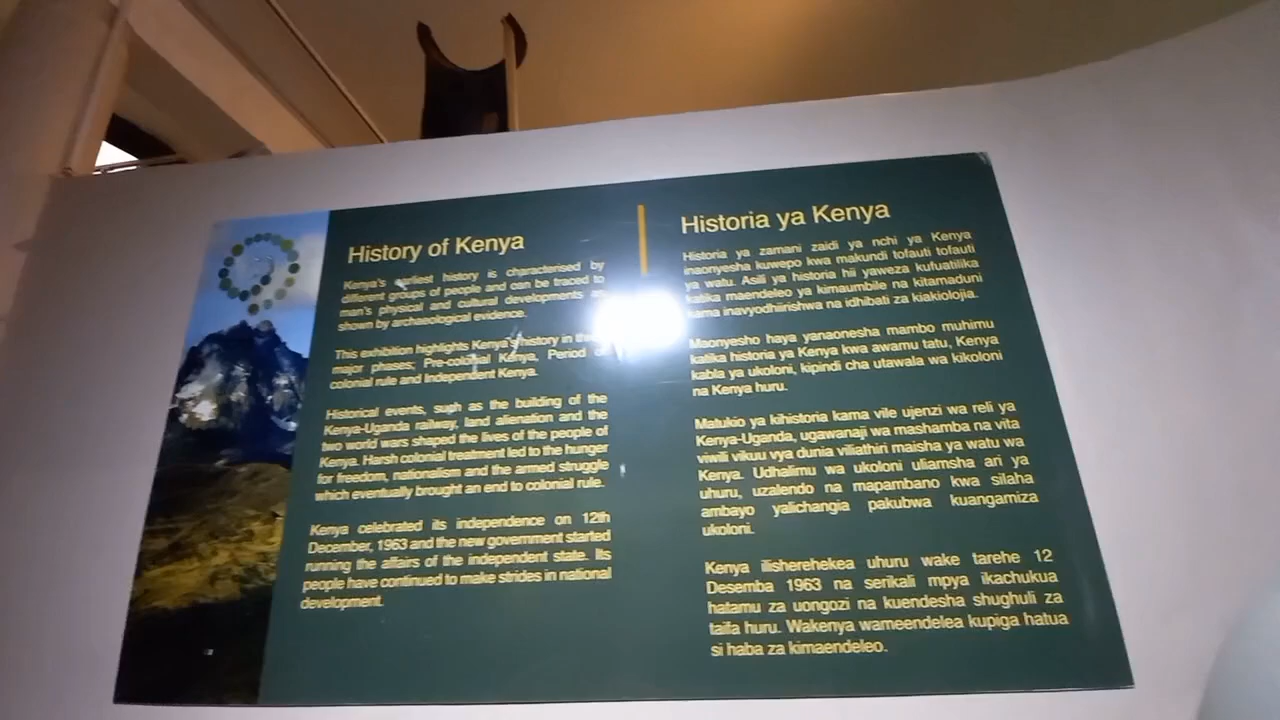 History of Kenya
Kenya's earliest history is characterised by
different groups of people and can be traced to
man's physical and cultural developments as
shown by archaeological evidence.
This exhibition highlights Kenya's history in three
major phases; Pre-colonial Kenya, Period of
colonial rule and Independent Kenya.
Historical events, such as the building of the
Kenya-Uganda railway, land alienation and the
two world wars shaped the lives of the people of
Kenya. Harsh colonial treatment led to the hunger
for freedom, nationalism and the armed struggle
which eventually brought an end to colonial rule.
Kenya celebrated its independence on 12th
December, 1963 and the new government started
running the affairs of the independent state. Its
people have continued to make strides in national
development.
Historia ya Kenya
Historia ya zamani zaidi ya nchi ya Kenya
inaonyesha kuwepo kwa makundi tofauti tofauti
ya watu. Asili ya historia hii yaweza kufuatilika
katika maendeleo ya kimaumbile na kitamaduni
kama inavyodhiirishwa na idhibati za kiakiolojia.
Maonyesho haya yanaonesha mambo muhimu
katika historia ya Kenya kwa awamu tatu, Kenya
kabla ya ukoloni, kipindi cha utawala wa kikoloni
na Kenya huru.
Matukio ya kihistoria kama vile ujenzi wa reli ya
Kenya-Uganda, ugawanaji wa mashamba na vita
viwili vikuu vya dunia viliathiri maisha ya watu wa
Kenya. Udhalimu wa ukoloni uliamsha ari ya
uhuru, uzalendo na mapambano kwa silaha
ambayo yalichangia pakubwa kuangamiza
ukoloni.
Kenya ilisherehekea uhuru wake tarehe 12
Desemba 1963 na serikali mpya ikachukua
hatamu za uongozi na kuendesha shughuli za
taifa huru. Wakenya wameendelea kupiga hatua
si haba za kimaendeleo.